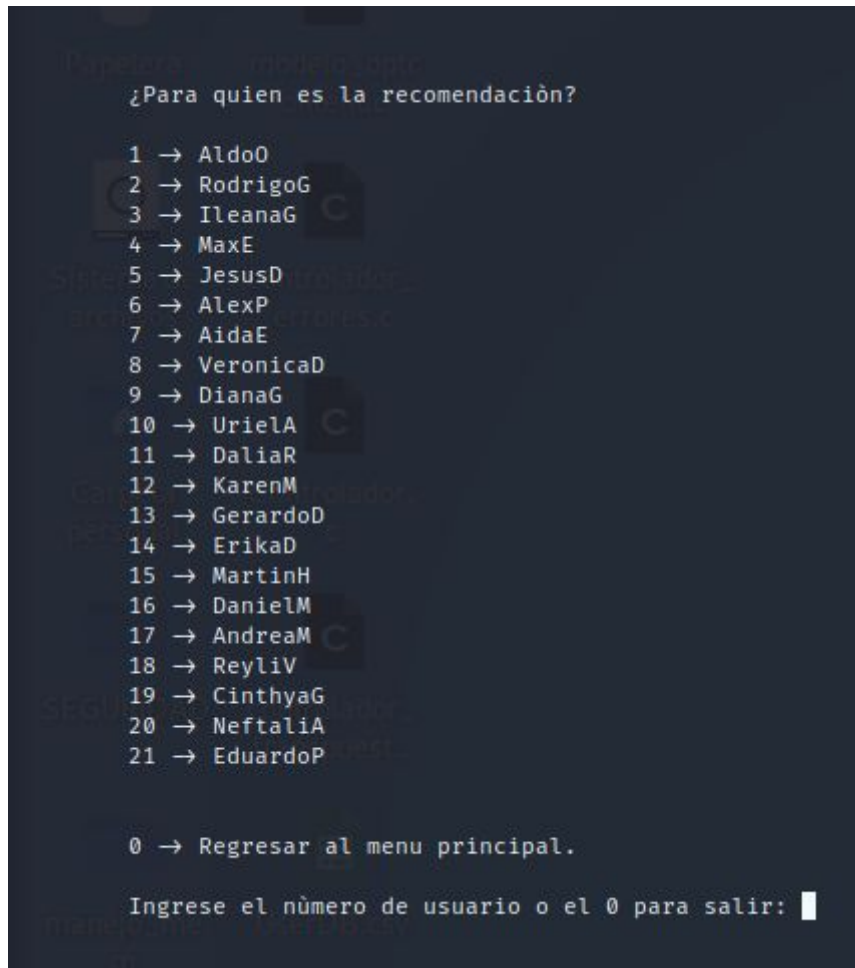 ¿Para quien es la recomendaciòn?
1 → AldoO
2 → RodrigoG
3 → IleanaG
4 → MaxE
5 → JesusD
6 → AlexP
7 → AidaE
8 → VeronicaD
9 → DianaG
10 → UrielA
11 → DaliaR
12 → KarenM
13 → GerardoD
14 → ErikaD
15 → MartinH
16 → DanielM
17 → AndreaM
18 → ReyliV
19 → CinthyaG
20 → NeftaliA
21 → EduardoP
0 → Regresar al menu principal.
Ingrese el nùmero de usuario o el 0 para salir: